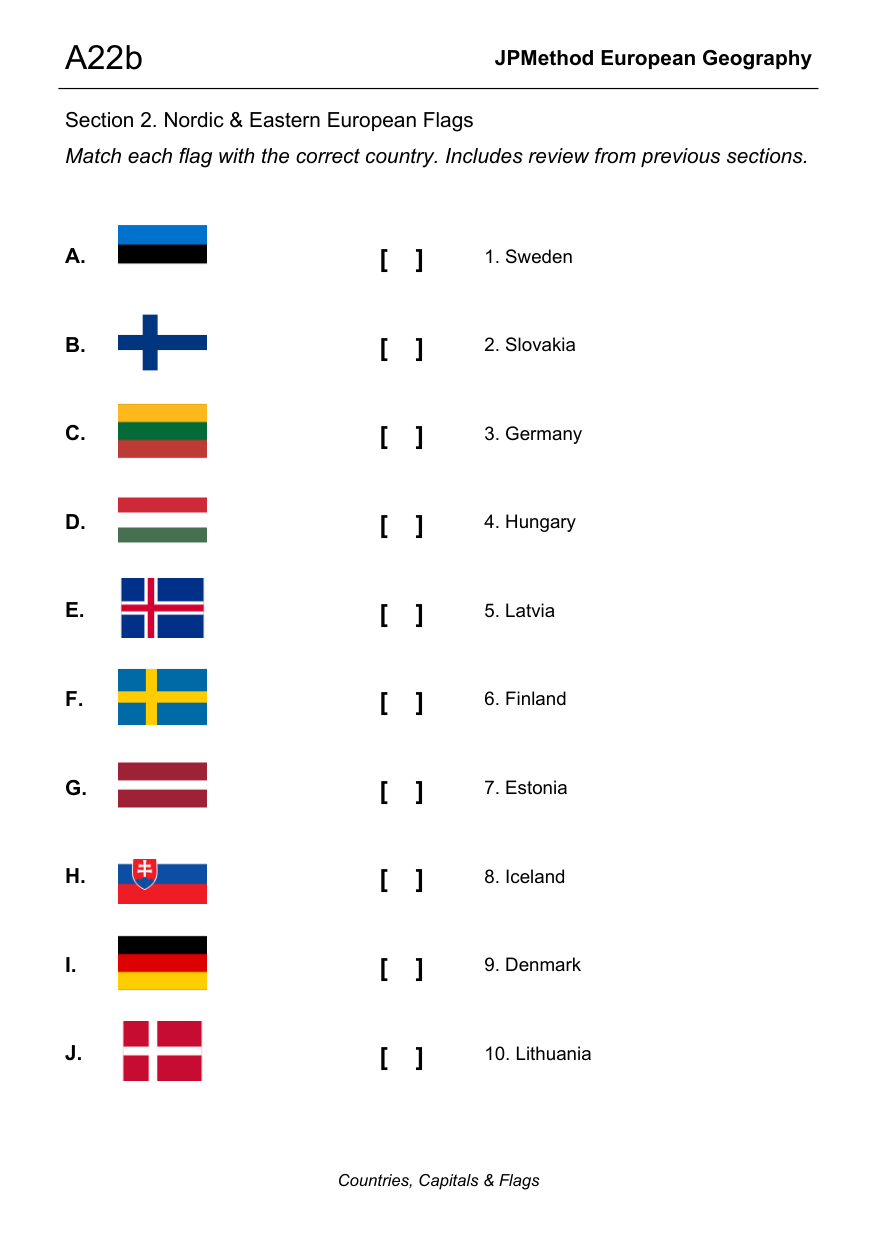 A22b JPMethod European Geography
Section 2. Nordic & Eastern European Flags
Match each flag with the correct country. Includes review from previous sections.
A. [ ] 1. Sweden
B. [ ] 2. Slovakia
C. [ ] 3. Germany
D. [ ] 4. Hungary
E. [ ] 5. Latvia
F. [ ] 6. Finland
G. [ ] 7. Estonia
H. [ ] 8. Iceland
I. [ ] 9. Denmark
J. [ ] 10. Lithuania
Countries, Capitals & Flags